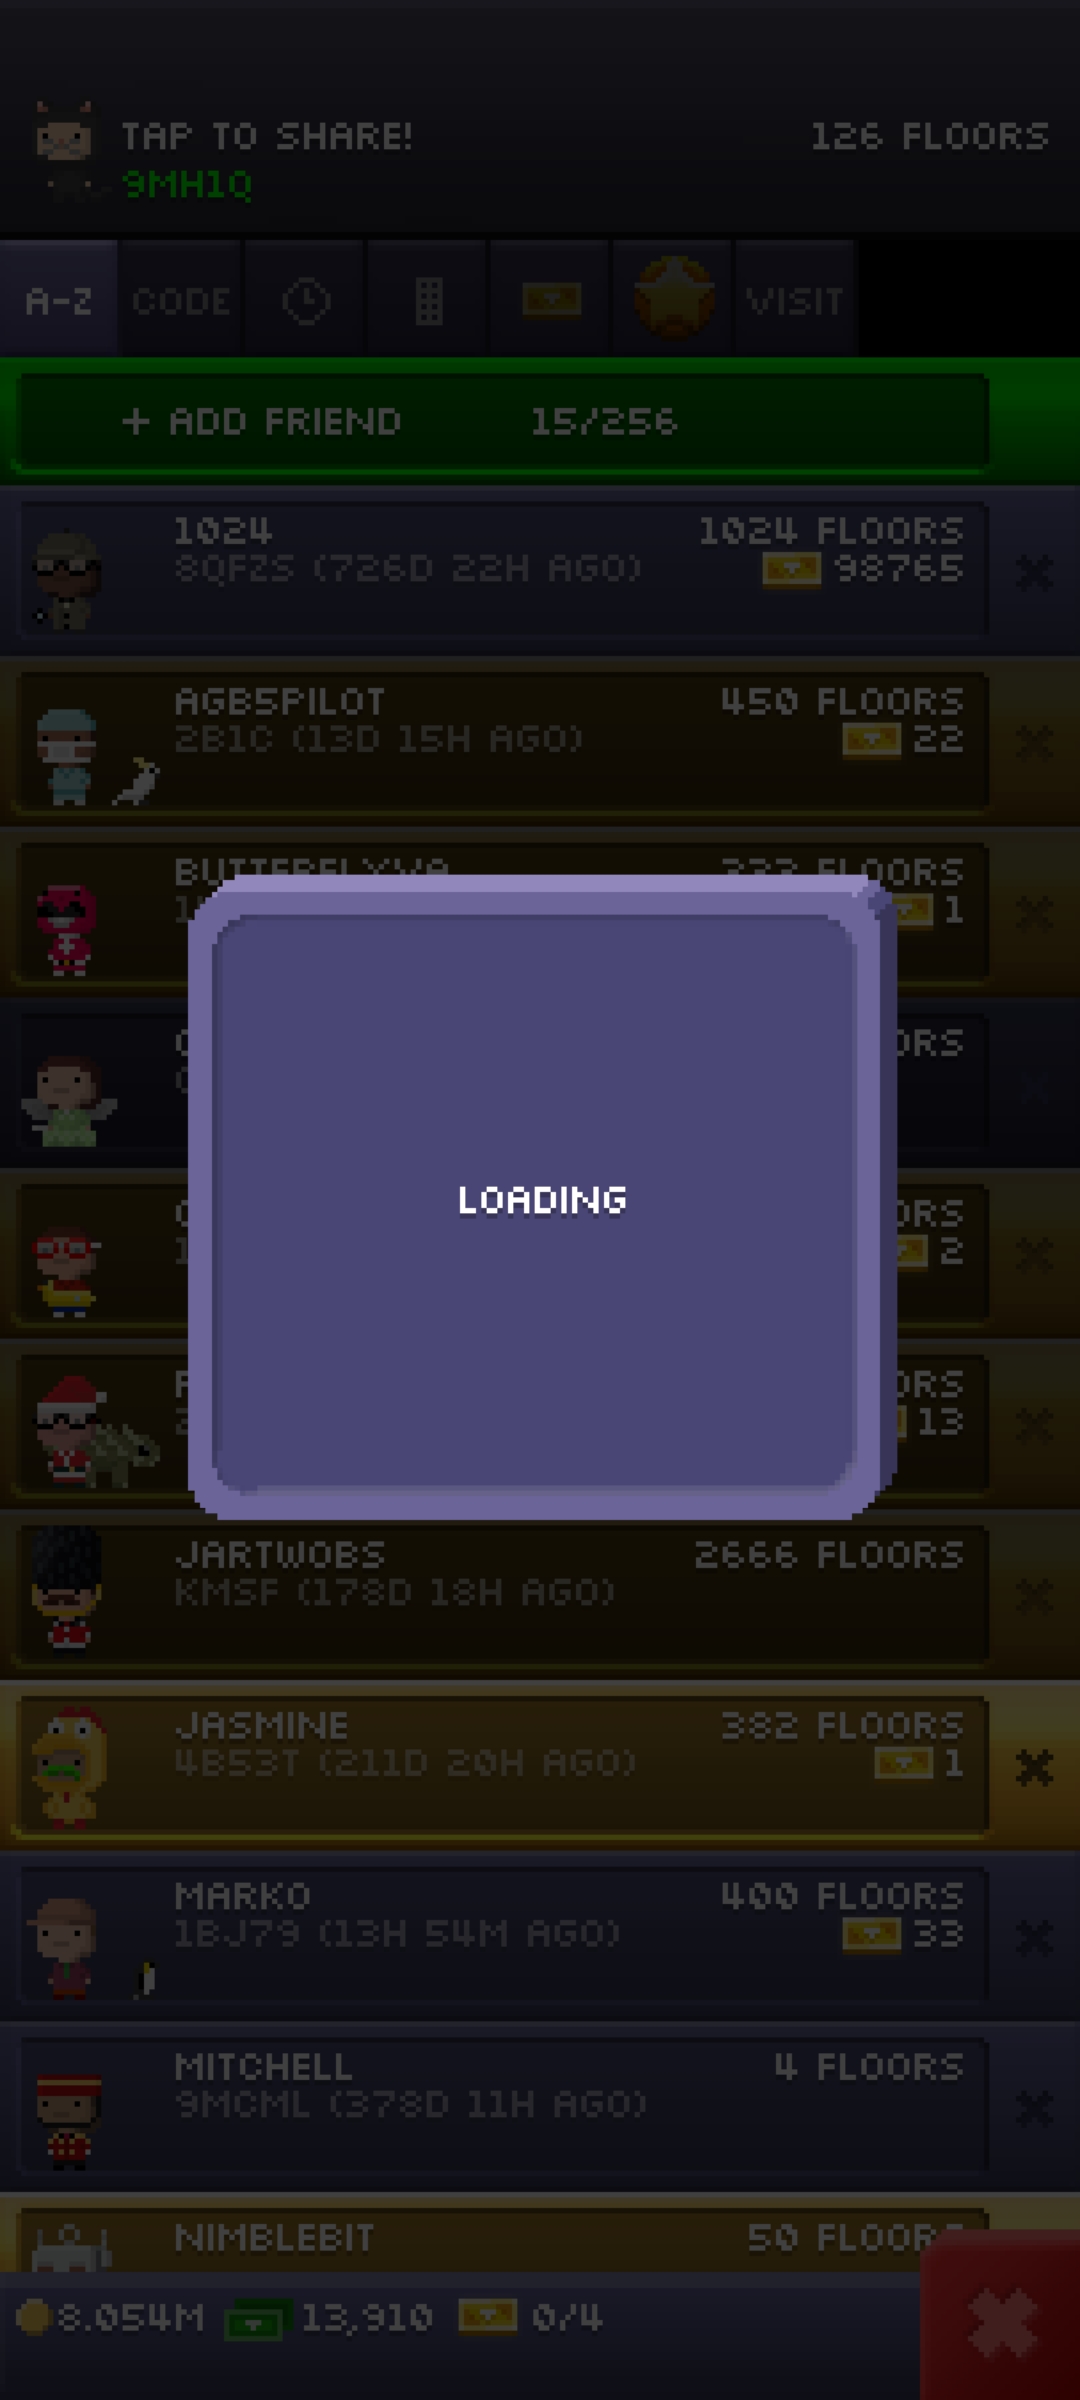 TAP TO SHARE! 126 FLOORS
9MH1Q
A-Z CODE VISIT
+ ADD FRIEND 15/256
1024 1024 FLOORS
8QFZS (726D 22H AGO) 98765
AGB5PILOT 450 FLOORS
2B1C (13D 15H AGO) 22
FLOORS
1
LOADING
2
13
JARTWOBS 2666 FLOORS
KMSF (178D 18H AGO)
JASMINE 382 FLOORS
4B53T (211D 20H AGO) 1
MARKO 400 FLOORS
1BJ79 (13H 54M AGO) 33
MITCHELL 4 FLOORS
9MCML (378D 11H AGO)
NIMBLEBIT 50 FLOORS
8.054M 13,910 0/4